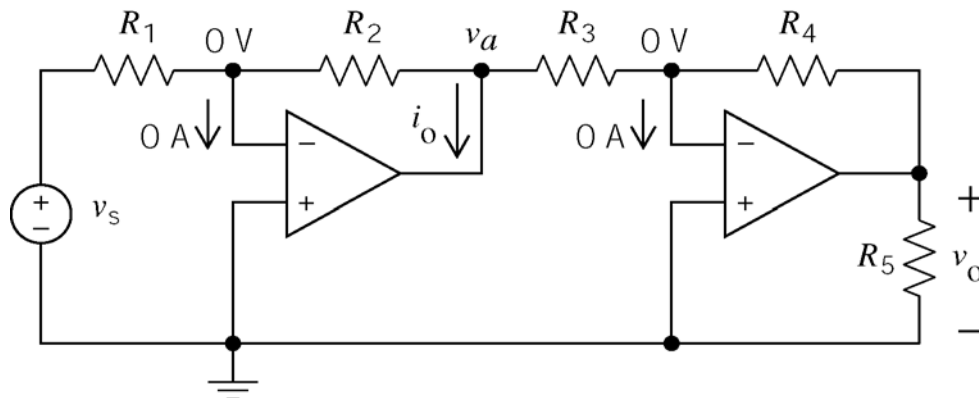 R1 0 V R2 va R3 0 V R4
0 A io 0 A
− −
+ vs − + + +
R5 vo
−